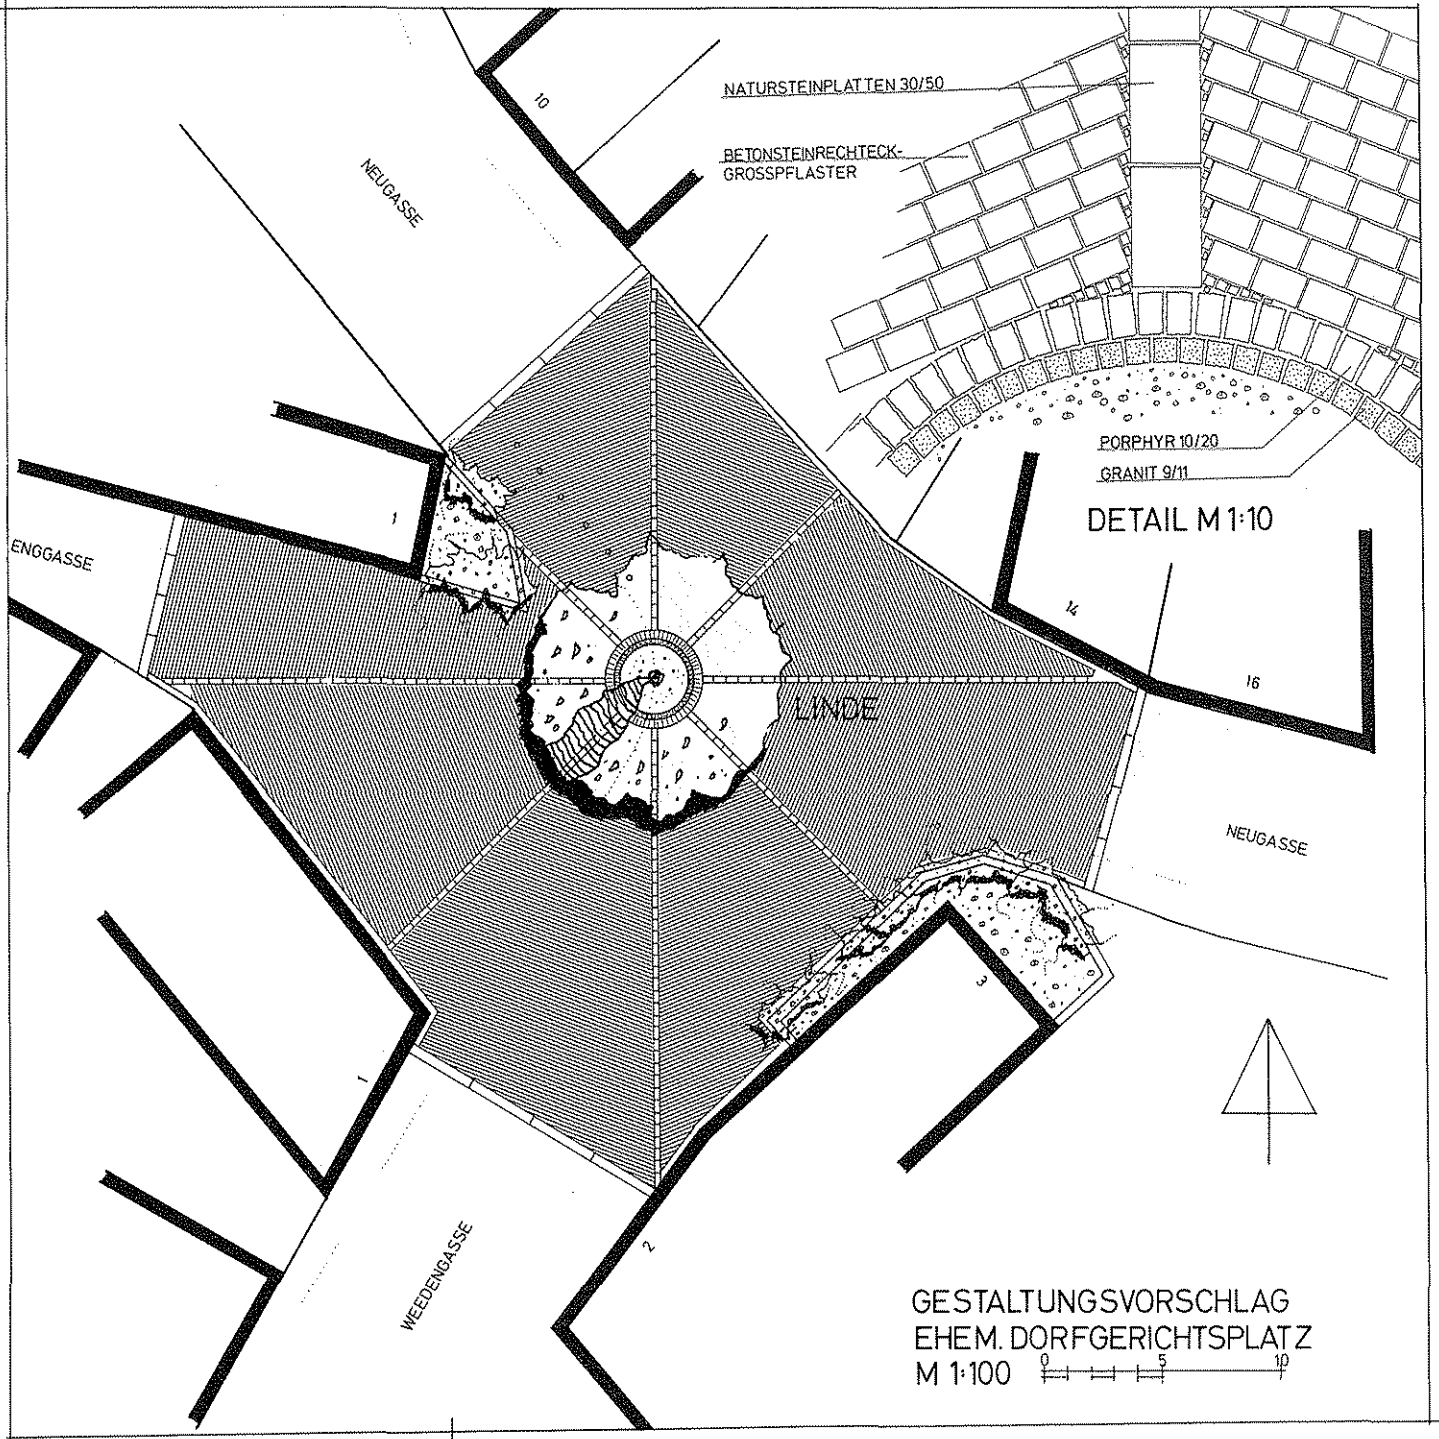 10
NEUGASSE
NATURSTEINPLATTEN 30/50
BETONSTEINRECHTECK-
GROSSPFLASTER
PORPHYR 10/20
GRANIT 9/11
DETAIL M 1:10
1
ENGGASSE
14
16
LINDE
NEUGASSE
3
1
2
WEEDENGASSE
GESTALTUNGSVORSCHLAG
EHEM. DORFGERICHTSPLATZ
M 1:100 0 5 10